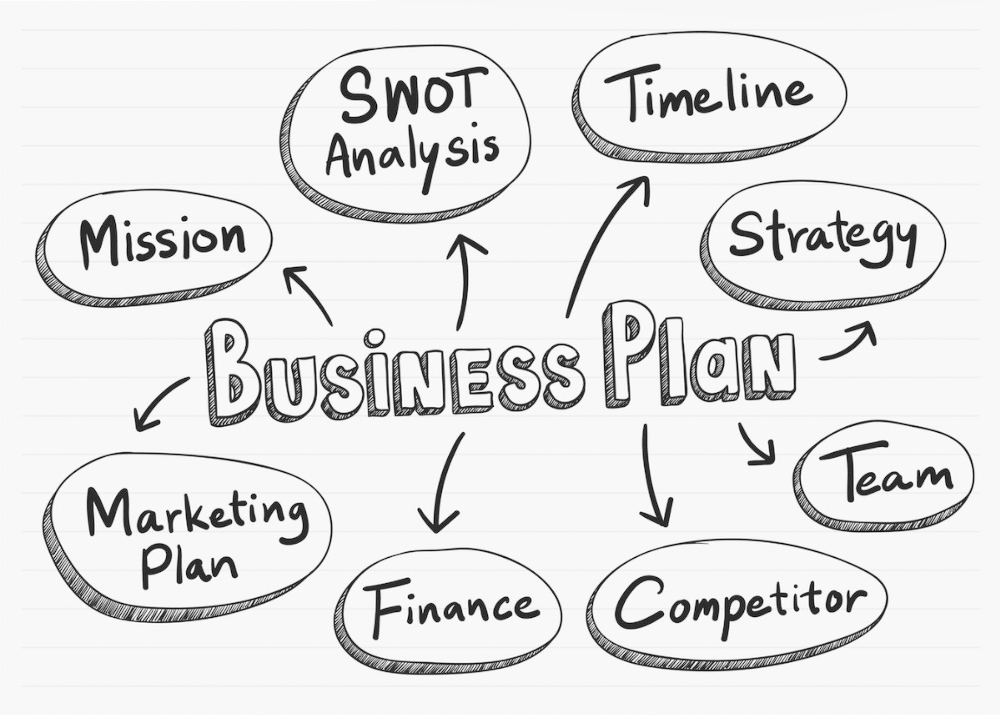 SWOT
Analysis
Timeline
Mission
Strategy
Business Plan
Marketing
Plan
Team
Finance
Competitor